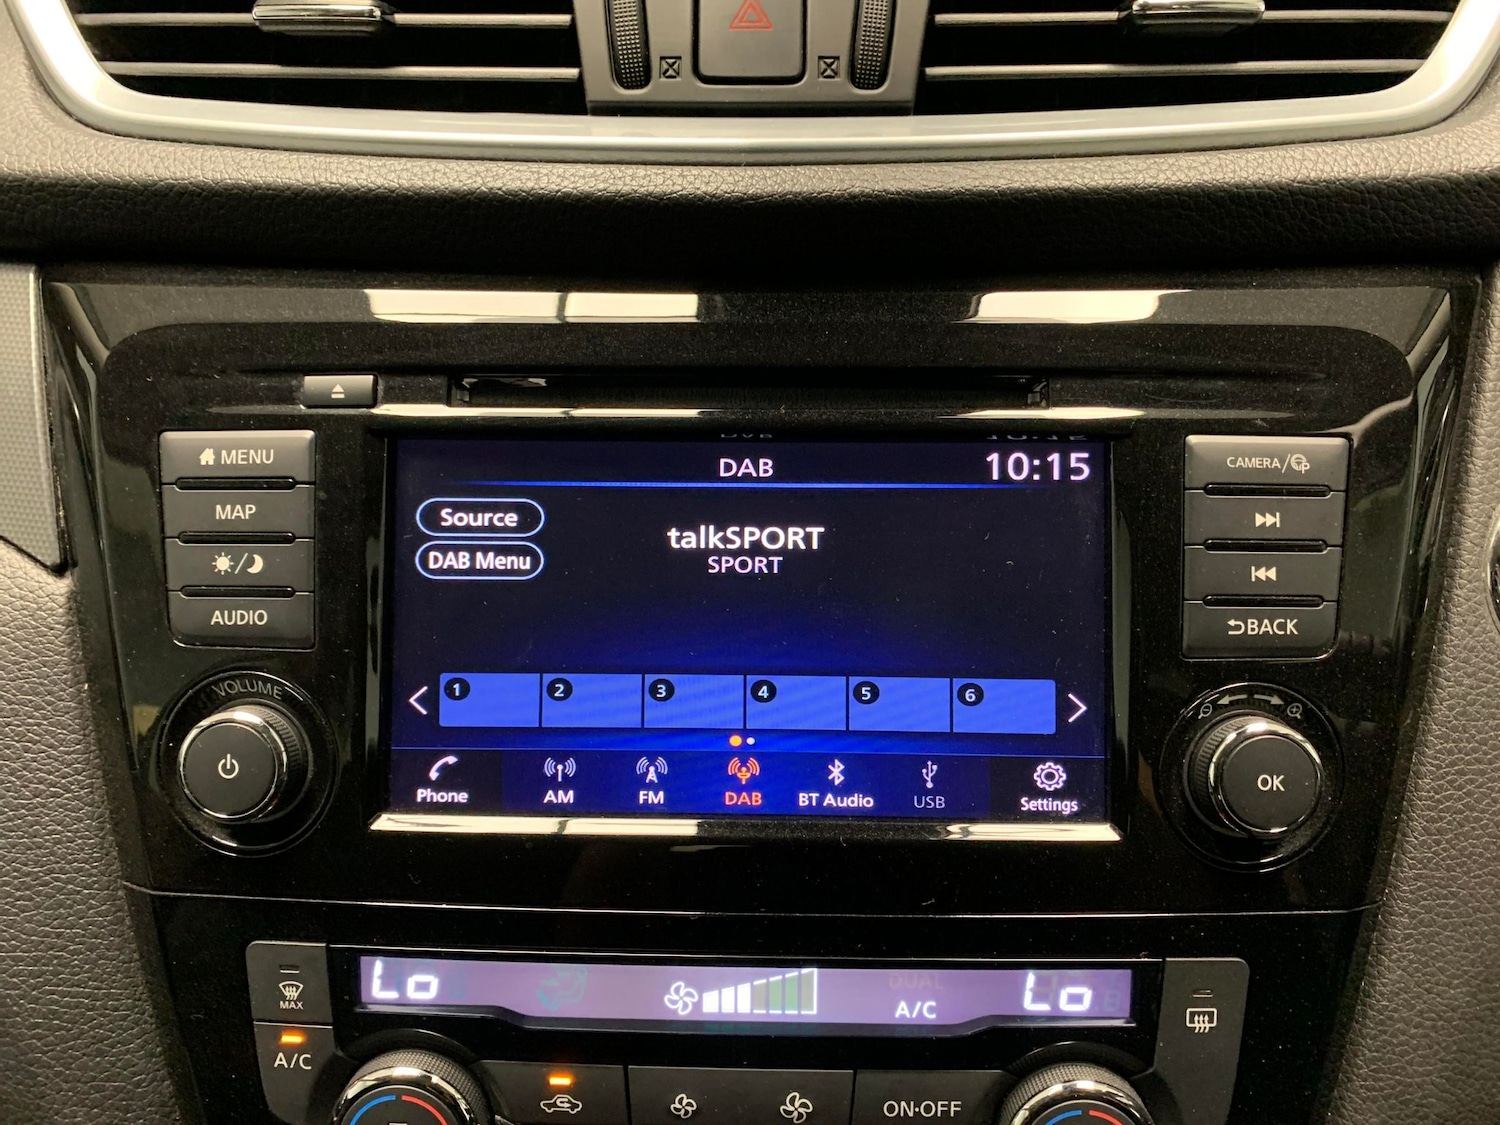 MENU
MAP
AUDIO
VOLUME
DAB
10:15
Source
DAB Menu
talkSPORT
SPORT
1 2 3 4 5 6
Phone AM FM DAB BT Audio USB Settings
CAMERA/
BACK
OK
MAX
A/C
Lo
DUAL
A/C
Lo
ON·OFF